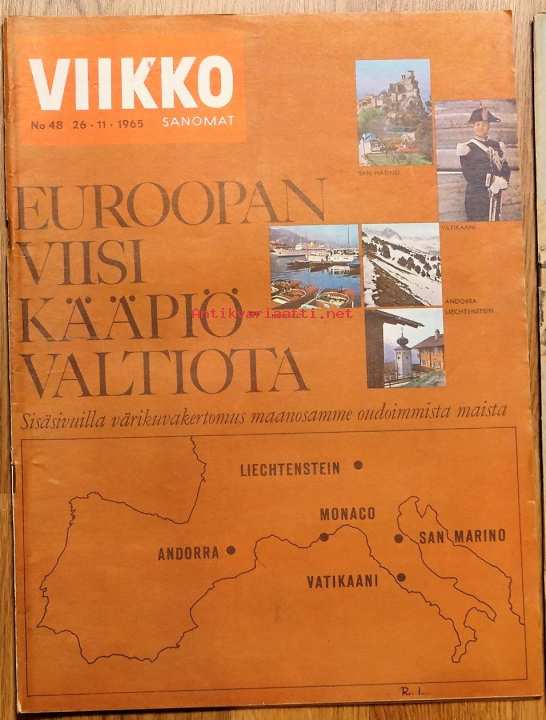 VIIKKO
No 48 26 · 11 · 1965 SANOMAT
SAN MARINO
VATIKAANI
EUROOPAN
VIISI
KÄÄPIÖ
VALTIOTA
ANDORRA
LIECHTENSTEIN
Antikvariaatti.net
Sisäsivuilla värikuvakertomus maanosamme oudoimmista maista
LIECHTENSTEIN
MONACO
SAN MARINO
ANDORRA
VATIKAANI
R. 1.